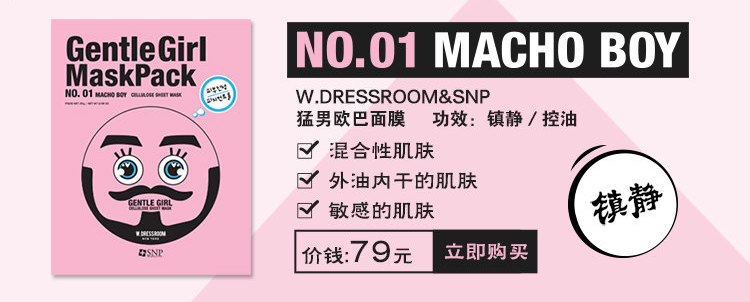 Gentle Girl
MaskPack
NO. 01 MACHO BOY CELLULOSE SHEET MASK
GENTLE GIRL
CELLULOSE SHEET MASK
W.DRESSROOM
NEW YORK
SNP
NO.01 MACHO BOY
W.DRESSROOM&SNP
猛男欧巴面膜 功效：镇静/控油
混合性肌肤
外油内干的肌肤
敏感的肌肤
价钱:79元 立即购买
镇静